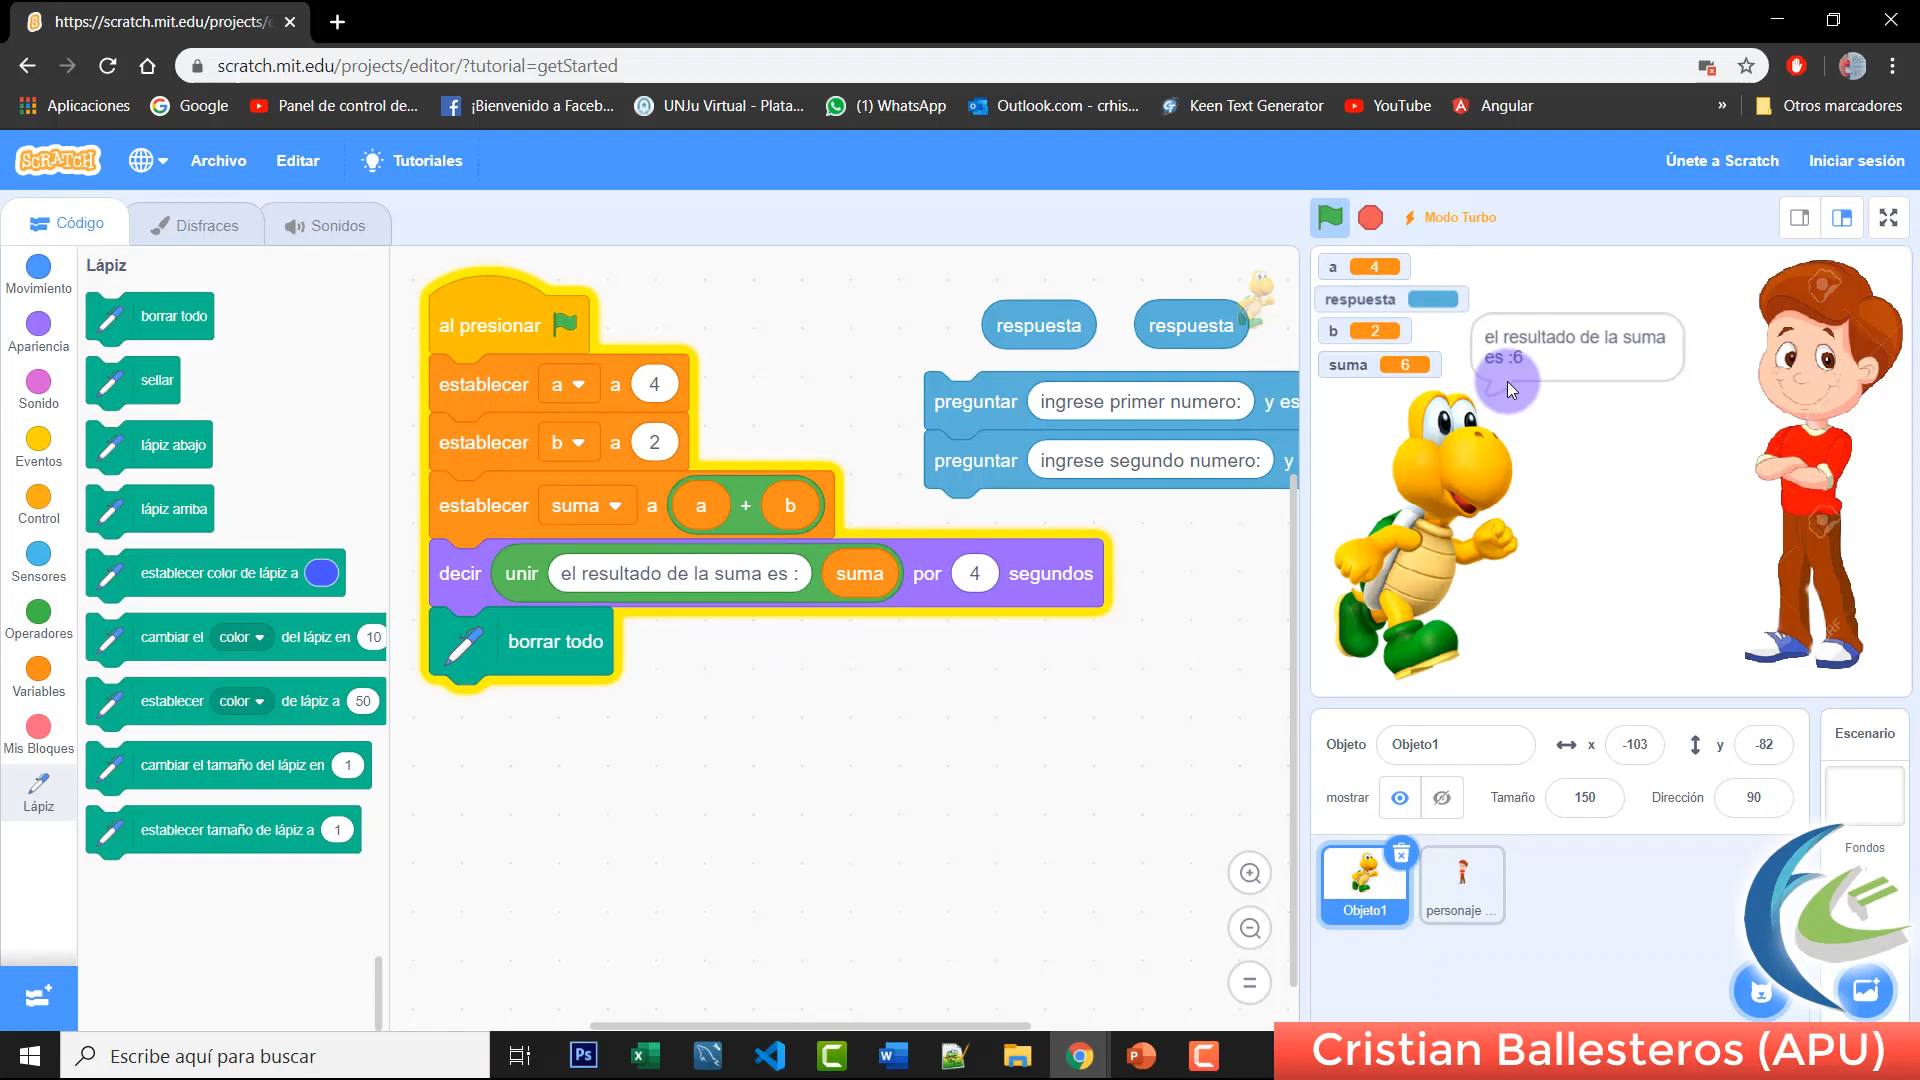 https://scratch.mit.edu/projects/e
scratch.mit.edu/projects/editor/?tutorial=getStarted
Aplicaciones
Google
Panel de control de...
¡Bienvenido a Faceb...
UNJu Virtual - Plata...
(1) WhatsApp
Outlook.com - crhis...
Keen Text Generator
YouTube
Angular
»
Otros marcadores
SCRATCH
Archivo
Editar
Tutoriales
Únete a Scratch
Iniciar sesión
Código
Disfraces
Sonidos
Modo Turbo
Movimiento
Apariencia
Sonido
Eventos
Control
Sensores
Operadores
Variables
Mis Bloques
Lápiz
Lápiz
borrar todo
sellar
lápiz abajo
lápiz arriba
establecer color de lápiz a
cambiar el color del lápiz en 10
establecer color de lápiz a 50
cambiar el tamaño del lápiz en 1
establecer tamaño de lápiz a 1
al presionar
establecer a a 4
establecer b a 2
establecer suma a a + b
decir unir el resultado de la suma es : suma por 4 segundos
borrar todo
respuesta
respuesta
preguntar ingrese primer numero: y es
preguntar ingrese segundo numero: y
a 4
respuesta
b 2
suma 6
el resultado de la suma
es :6
Objeto Objeto1 x -103 y -82
mostrar Tamaño 150 Dirección 90
Objeto1
personaje ...
Escenario
Fondos
Escribe aquí para buscar
Cristian Ballesteros (APU)